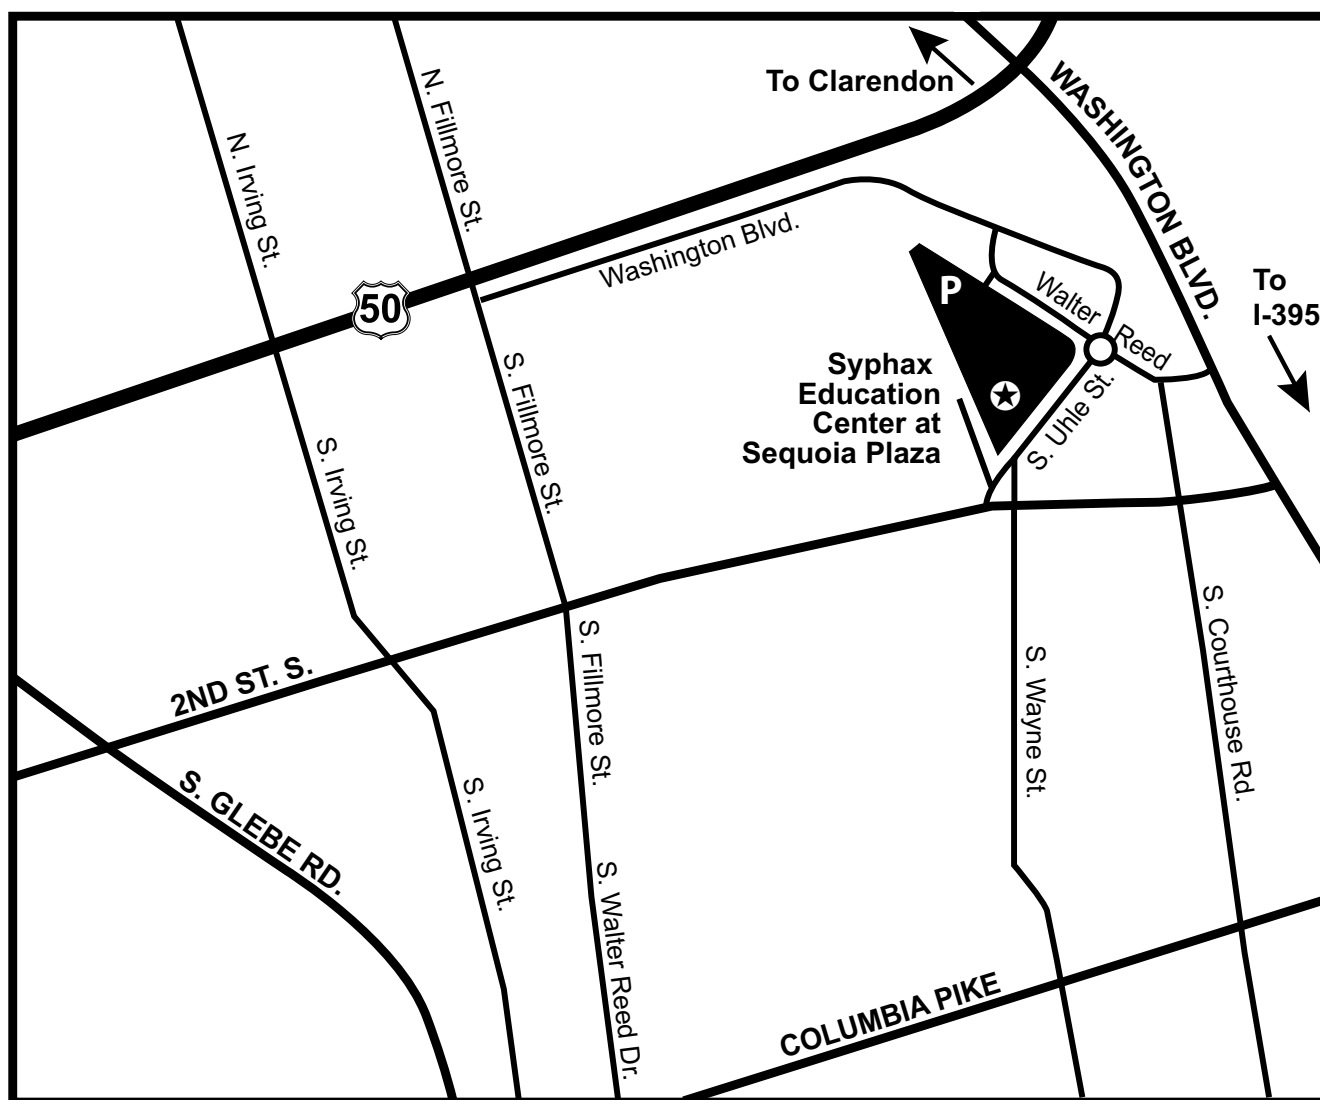 To Clarendon
WASHINGTON BLVD.
N. Fillmore St.
N. Irving St.
Washington Blvd.
50
P
Walter
Reed
To
I-395
Syphax
Education
Center at
Sequoia Plaza
S. Uhle St.
S. Fillmore St.
S. Irving St.
2ND ST. S.
S. Fillmore St.
S. Wayne St.
S. Courthouse Rd.
S. GLEBE RD.
S. Irving St.
S. Walter Reed Dr.
COLUMBIA PIKE